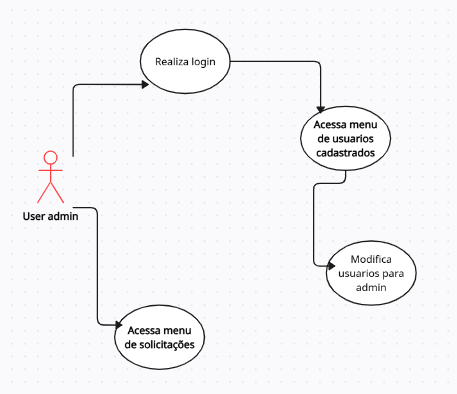 Realiza login
Acessa menu
de usuarios
cadastrados
User admin
Modifica
usuarios para
admin
Acessa menu
de solicitações